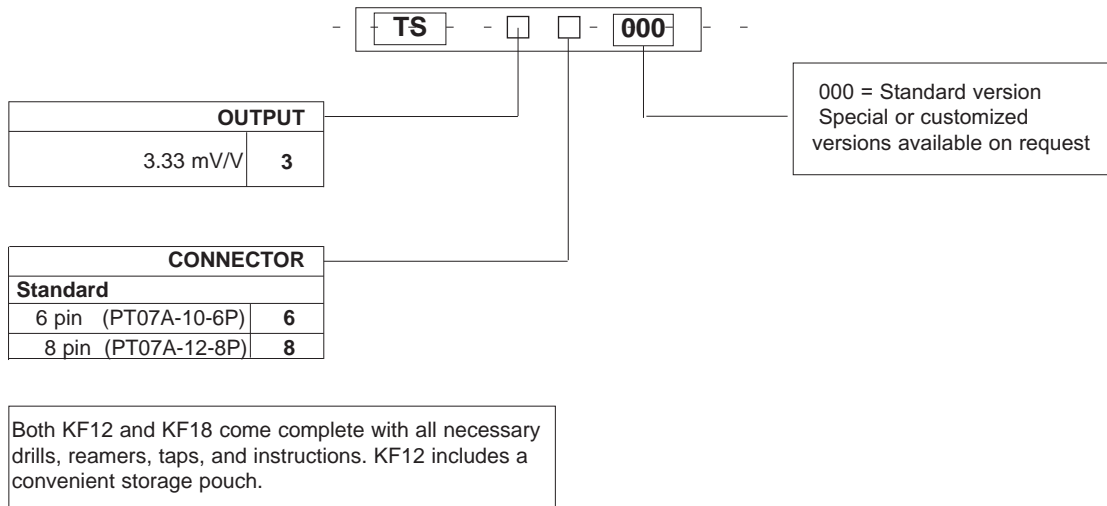 TS 000
000 = Standard version
Special or customized
versions available on request
OUTPUT
3.33 mV/V 3
CONNECTOR
Standard
6 pin (PT07A-10-6P) 6
8 pin (PT07A-12-8P) 8
Both KF12 and KF18 come complete with all necessary
drills, reamers, taps, and instructions. KF12 includes a
convenient storage pouch.